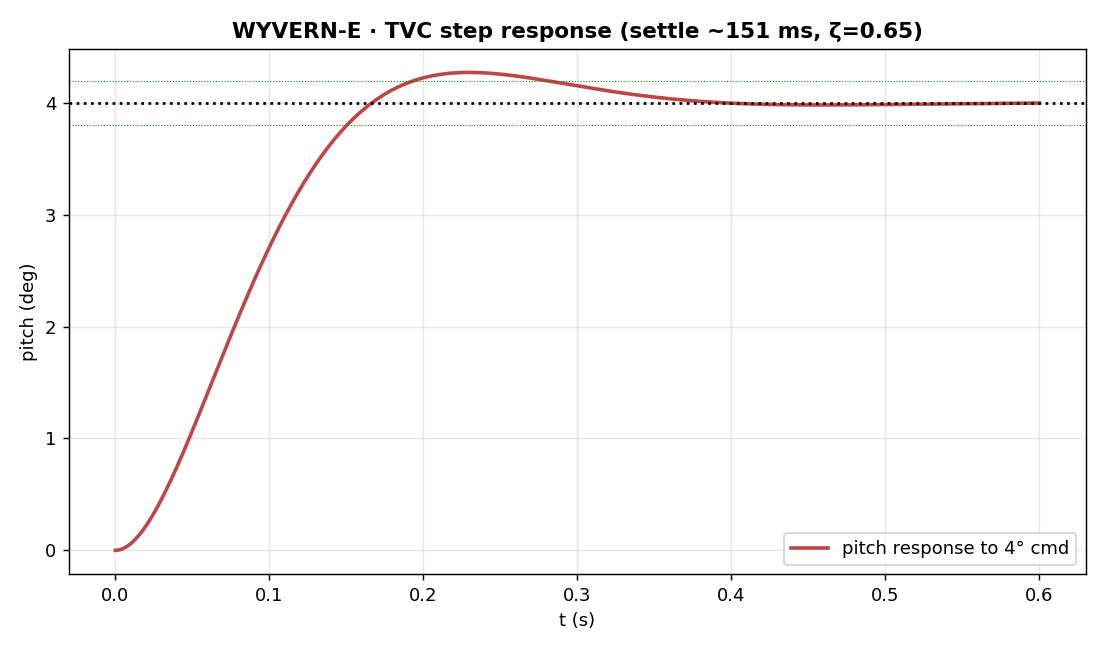 WYVERN-E · TVC step response (settle ~151 ms, ζ=0.65)
pitch (deg)
4
3
2
1
0
pitch response to 4° cmd
0.0 0.1 0.2 0.3 0.4 0.5 0.6
t (s)